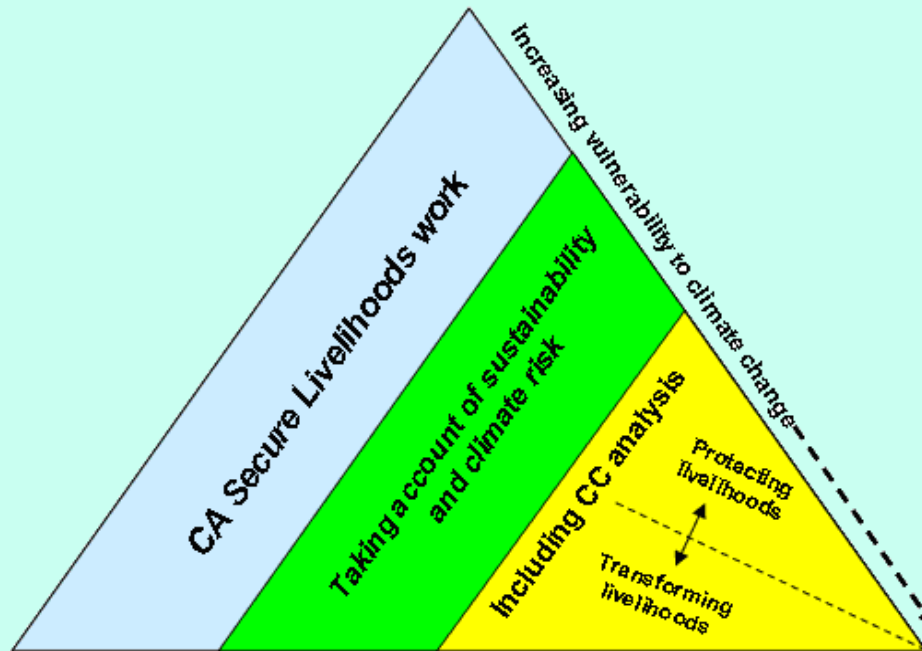 Increasing vulnerability to climate change
CA Secure Livelihoods work
Taking account of sustainability
and climate risk
Including CC analysis
Protecting
livelihoods
Transforming
livelihoods